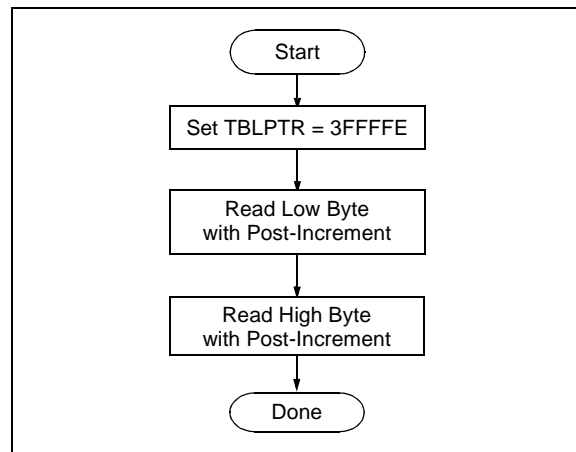 Start
Set TBLPTR = 3FFFFE
Read Low Byte
with Post-Increment
Read High Byte
with Post-Increment
Done